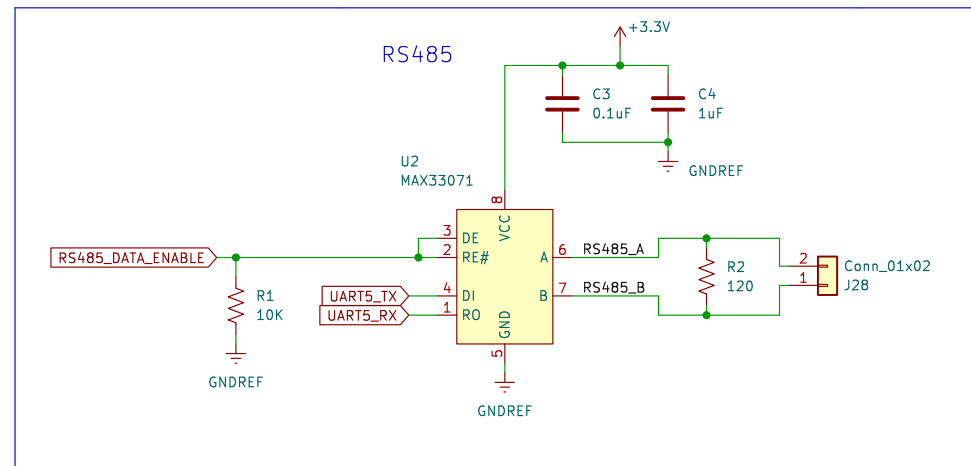 RS485
+3.3V
C3
0.1uF
C4
1uF
GNDREF
U2
MAX33071
8
VCC
3
DE
2
RE#
RS485_DATA_ENABLE
R1
10K
GNDREF
UART5_TX
4
DI
UART5_RX
1
RO
A
6
RS485_A
B
7
RS485_B
GND
5
GNDREF
R2
120
2
1
Conn_01x02
J28